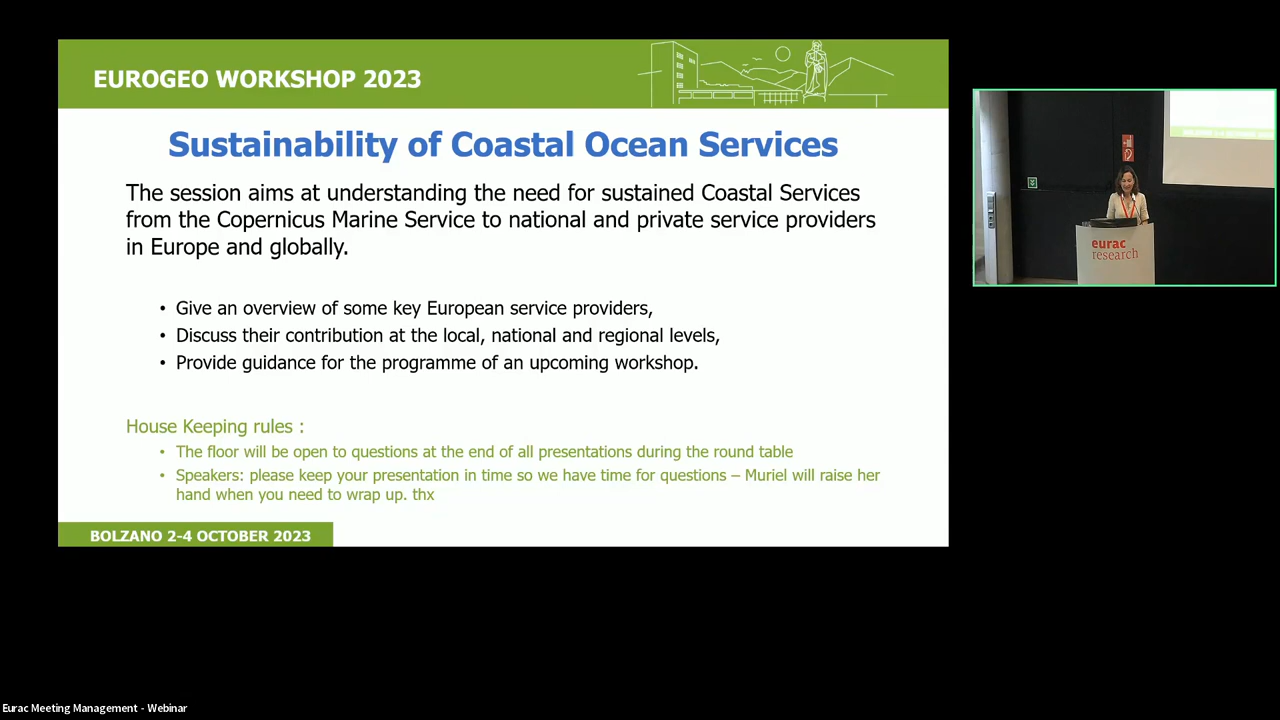 EUROGEO WORKSHOP 2023
Sustainability of Coastal Ocean Services
The session aims at understanding the need for sustained Coastal Services
from the Copernicus Marine Service to national and private service providers
in Europe and globally.
• Give an overview of some key European service providers,
• Discuss their contribution at the local, national and regional levels,
• Provide guidance for the programme of an upcoming workshop.
House Keeping rules :
• The floor will be open to questions at the end of all presentations during the round table
• Speakers: please keep your presentation in time so we have time for questions – Muriel will raise her
hand when you need to wrap up. thx
BOLZANO 2-4 OCTOBER 2023
eurac
research
Eurac Meeting Management - Webinar